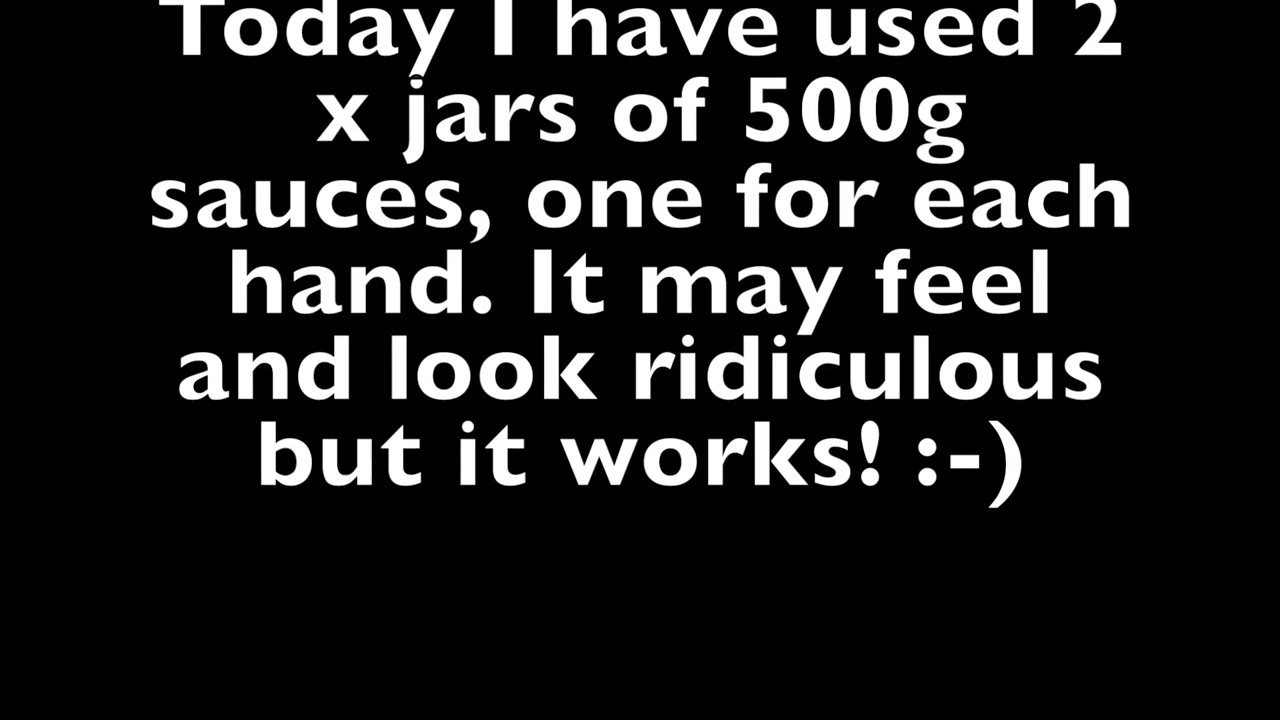 Today I have used 2
x jars of 500g
sauces, one for each
hand. It may feel
and look ridiculous
but it works! :-)